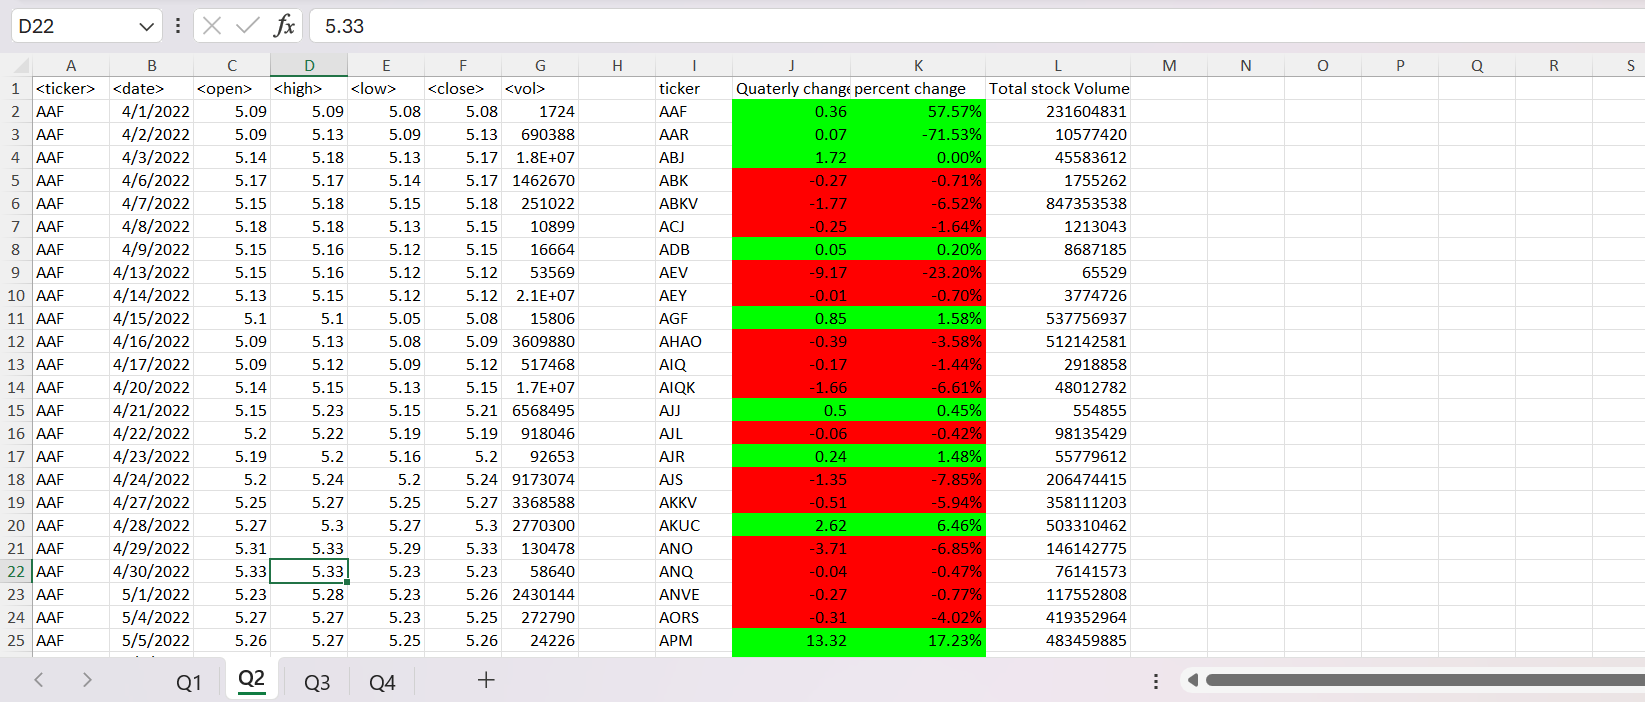 D22 fx 5.33
A B C D E F G H I J K L M N O P Q R S
1 <ticker> <date> <open> <high> <low> <close> <vol> ticker Quaterly change percent change Total stock Volume
2 AAF 4/1/2022 5.09 5.09 5.08 5.08 1724 AAF 0.36 57.57% 231604831
3 AAF 4/2/2022 5.09 5.13 5.09 5.13 690388 AAR 0.07 -71.53% 10577420
4 AAF 4/3/2022 5.14 5.18 5.13 5.17 1.8E+07 ABJ 1.72 0.00% 45583612
5 AAF 4/6/2022 5.17 5.17 5.14 5.17 1462670 ABK -0.27 -0.71% 1755262
6 AAF 4/7/2022 5.15 5.18 5.15 5.18 251022 ABKV -1.77 -6.52% 847353538
7 AAF 4/8/2022 5.18 5.18 5.13 5.15 10899 ACJ -0.25 -1.64% 1213043
8 AAF 4/9/2022 5.15 5.16 5.12 5.15 16664 ADB 0.05 0.20% 8687185
9 AAF 4/13/2022 5.15 5.16 5.12 5.12 53569 AEV -9.17 -23.20% 65529
10 AAF 4/14/2022 5.13 5.15 5.12 5.12 2.1E+07 AEY -0.01 -0.70% 3774726
11 AAF 4/15/2022 5.1 5.1 5.05 5.08 15806 AGF 0.85 1.58% 537756937
12 AAF 4/16/2022 5.09 5.13 5.08 5.09 3609880 AHAO -0.39 -3.58% 512142581
13 AAF 4/17/2022 5.09 5.12 5.09 5.12 517468 AIQ -0.17 -1.44% 2918858
14 AAF 4/20/2022 5.14 5.15 5.13 5.15 1.7E+07 AIQK -1.66 -6.61% 48012782
15 AAF 4/21/2022 5.15 5.23 5.15 5.21 6568495 AJJ 0.5 0.45% 554855
16 AAF 4/22/2022 5.2 5.22 5.19 5.19 918046 AJL -0.06 -0.42% 98135429
17 AAF 4/23/2022 5.19 5.2 5.16 5.2 92653 AJR 0.24 1.48% 55779612
18 AAF 4/24/2022 5.2 5.24 5.2 5.24 9173074 AJS -1.35 -7.85% 206474415
19 AAF 4/27/2022 5.25 5.27 5.25 5.27 3368588 AKKV -0.51 -5.94% 358111203
20 AAF 4/28/2022 5.27 5.3 5.27 5.3 2770300 AKUC 2.62 6.46% 503310462
21 AAF 4/29/2022 5.31 5.33 5.29 5.33 130478 ANO -3.71 -6.85% 146142775
22 AAF 4/30/2022 5.33 5.33 5.23 5.23 58640 ANQ -0.04 -0.47% 76141573
23 AAF 5/1/2022 5.23 5.28 5.23 5.26 2430144 ANVE -0.27 -0.77% 117552808
24 AAF 5/4/2022 5.27 5.27 5.23 5.25 272790 AORS -0.31 -4.02% 419352964
25 AAF 5/5/2022 5.26 5.27 5.25 5.26 24226 APM 13.32 17.23% 483459885
Q1 Q2 Q3 Q4 +